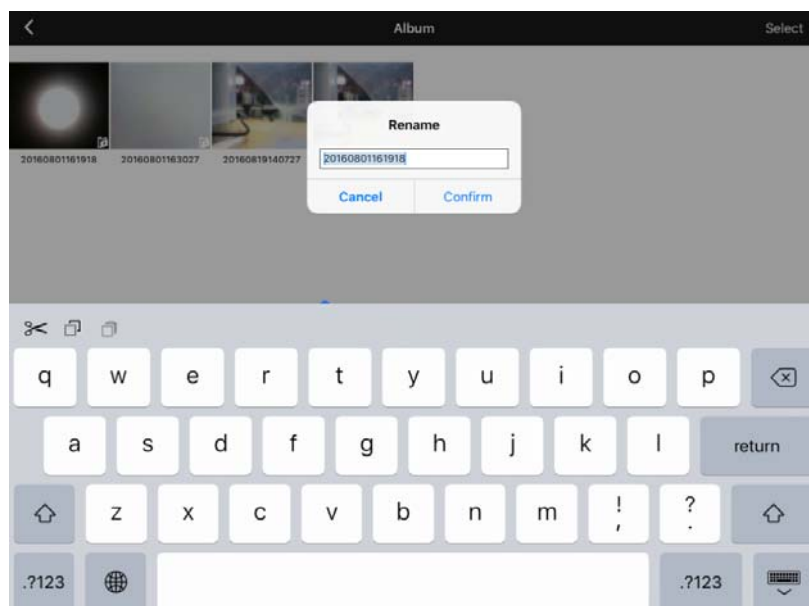 Album
Select
20160801161918
20160801163027
20160819140727
Rename
20160801161918
Cancel
Confirm
q w e r t y u i o p
a s d f g h j k l return
z x c v b n m ! , ? .
.?123 .?123